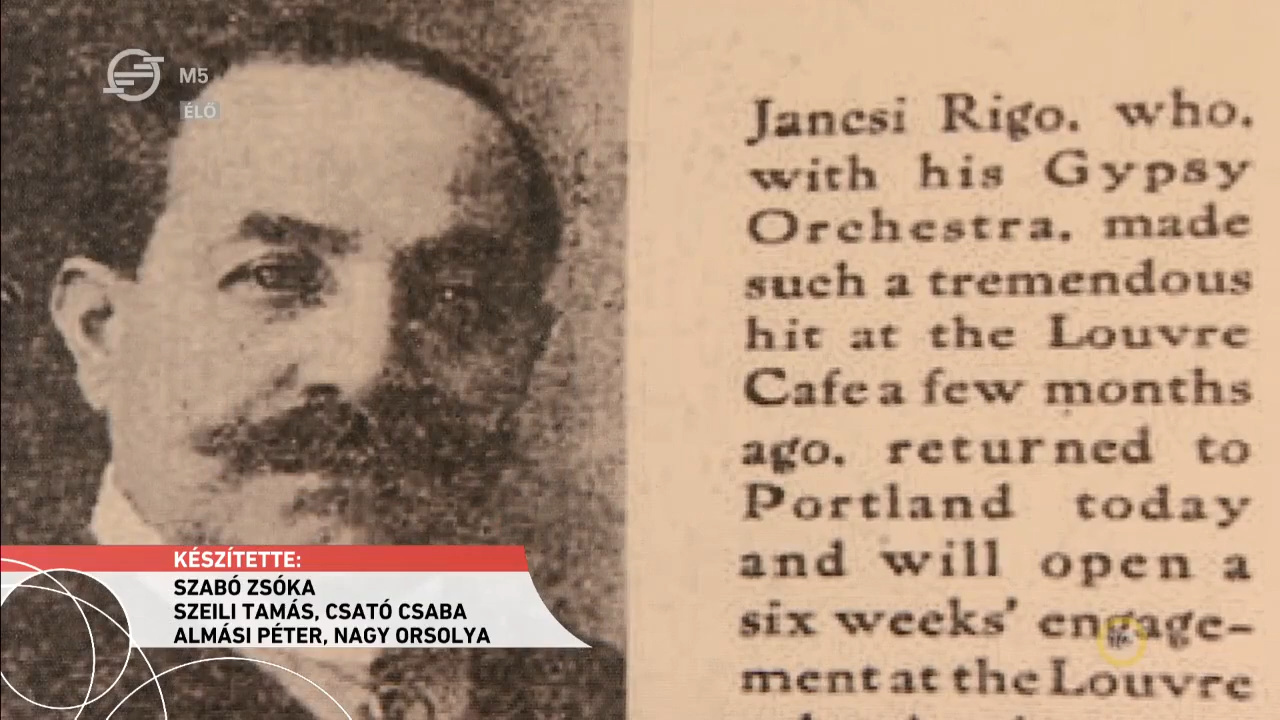 M5
ÉLŐ
Jancsi Rigo, who,
with his Gypsy
Orchestra, made
such a tremendous
hit at the Louvre
Cafe a few months
ago, returned to
Portland today
and will open a
six weeks' engage-
ment at the Louvre
KÉSZÍTETTE:
SZABÓ ZSÓKA
SZEILI TAMÁS, CSATÓ CSABA
ALMÁSI PÉTER, NAGY ORSOLYA